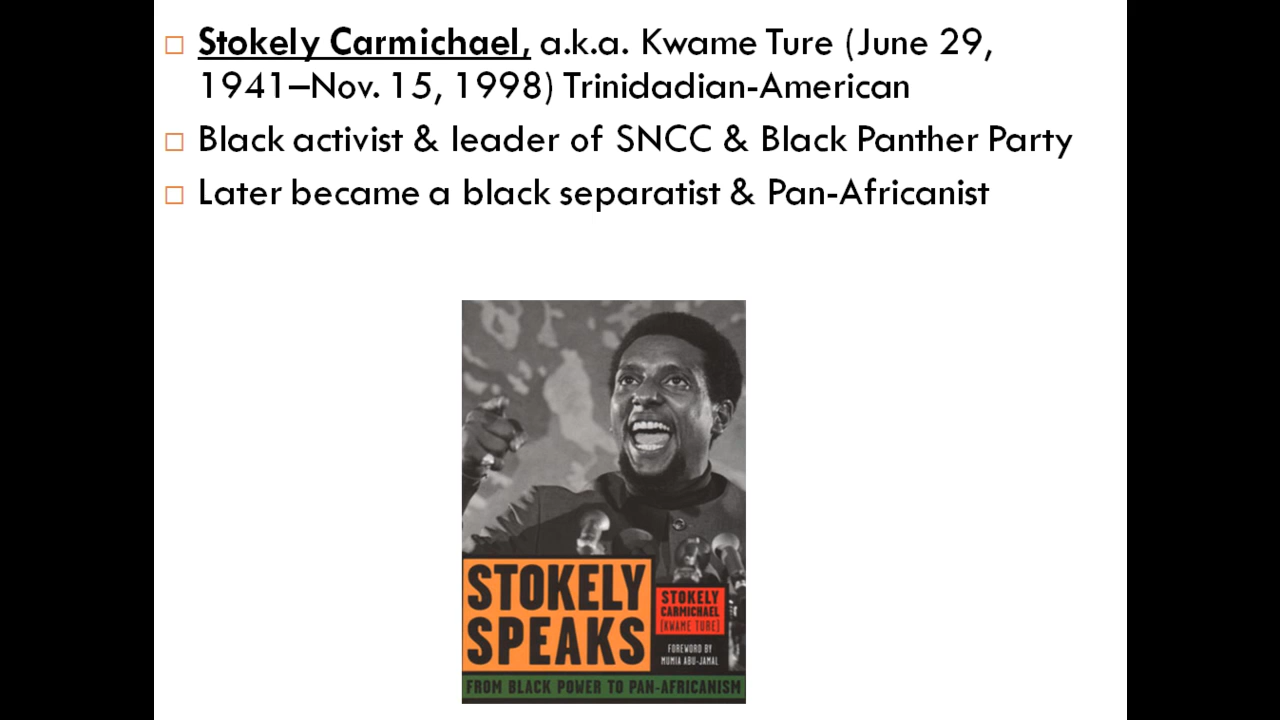 Stokely Carmichael, a.k.a. Kwame Ture (June 29,
1941–Nov. 15, 1998) Trinidadian-American
Black activist & leader of SNCC & Black Panther Party
Later became a black separatist & Pan-Africanist
STOKELY
SPEAKS
STOKELY
CARMICHAEL
[KWAME TURE]
FOREWORD BY
MUMIA ABU-JAMAL
FROM BLACK POWER TO PAN-AFRICANISM